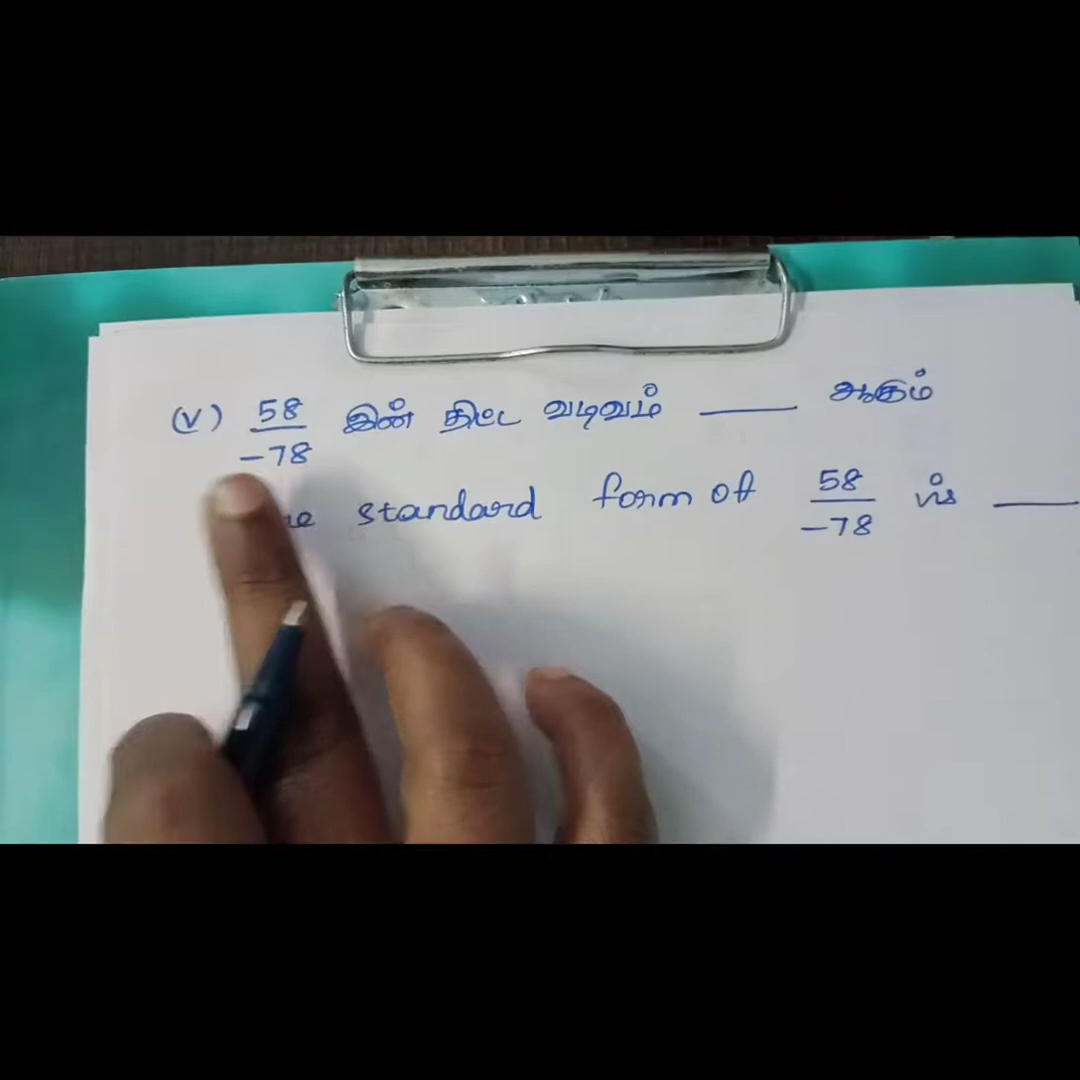 (v) 58/-78 இன் திட்ட வடிவம் ____ ஆகும்
standard form of 58/-78 is ____